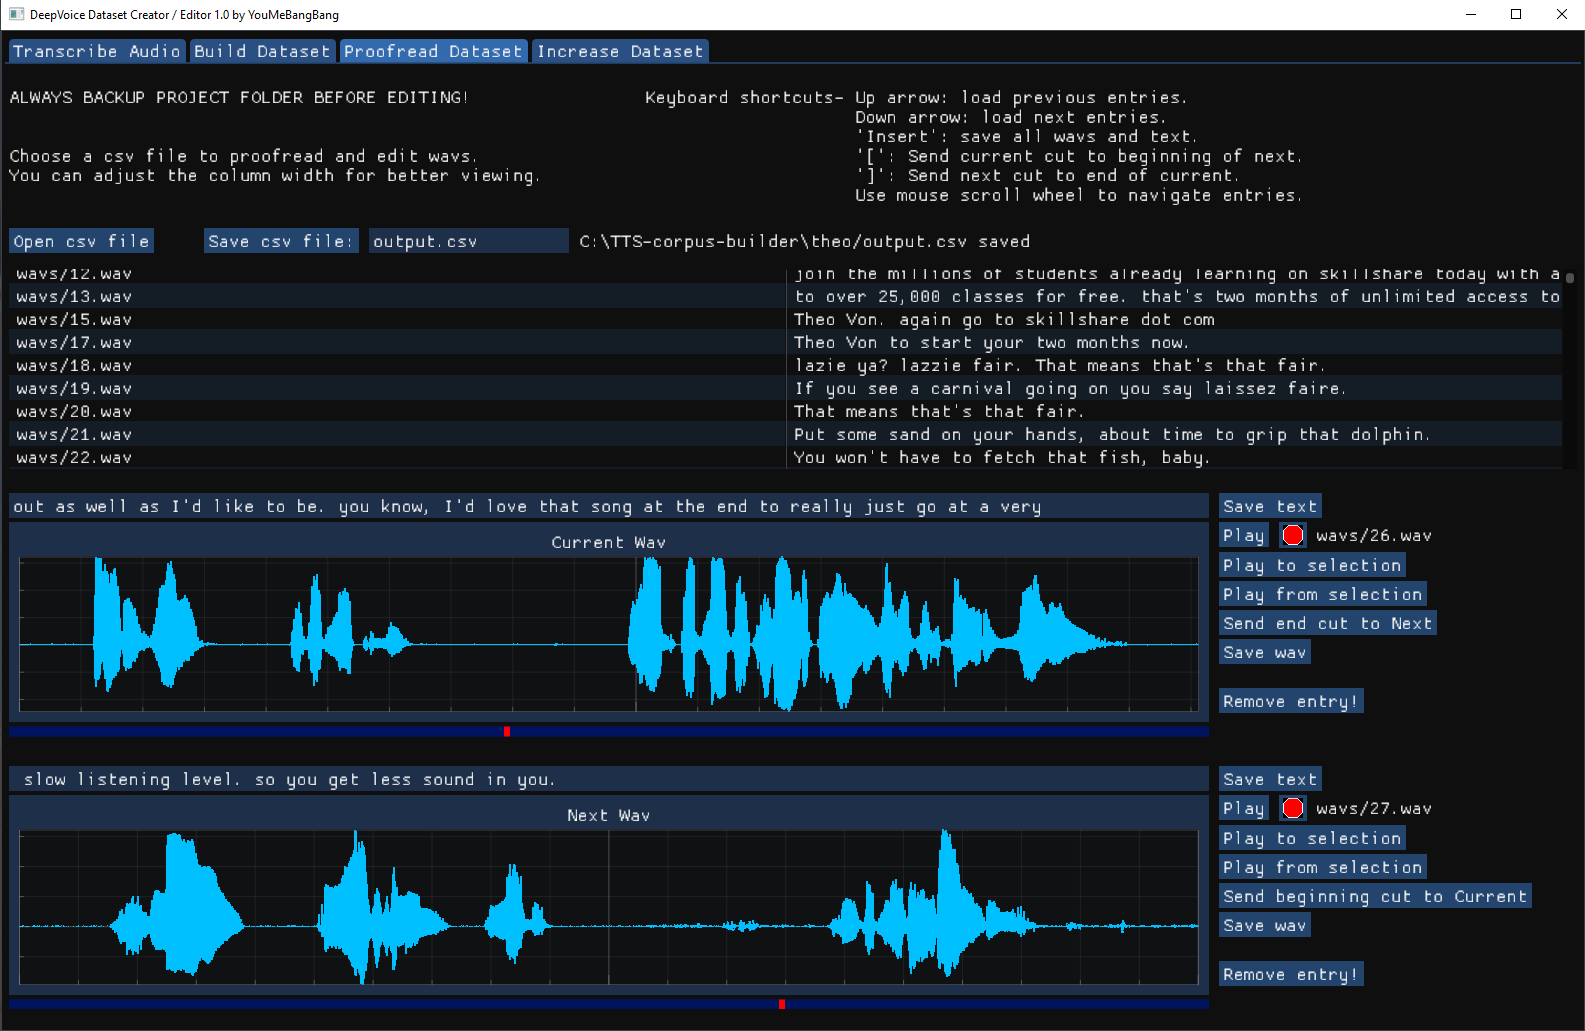 DeepVoice Dataset Creator / Editor 1.0 by YouMeBangBang
Transcribe Audio Build Dataset Proofread Dataset Increase Dataset
ALWAYS BACKUP PROJECT FOLDER BEFORE EDITING!
Choose a csv file to proofread and edit wavs.
You can adjust the column width for better viewing.
Keyboard shortcuts- Up arrow: load previous entries.
Down arrow: load next entries.
'Insert': save all wavs and text.
'[': Send current cut to beginning of next.
']': Send next cut to end of current.
Use mouse scroll wheel to navigate entries.
Open csv file Save csv file: output.csv C:\TTS-corpus-builder\theo/output.csv saved
wavs/12.wav join the millions of students already learning on skillshare today with a
wavs/13.wav to over 25,000 classes for free. that's two months of unlimited access to
wavs/15.wav Theo Von. again go to skillshare dot com
wavs/17.wav Theo Von to start your two months now.
wavs/18.wav lazie ya? lazzie fair. That means that's that fair.
wavs/19.wav If you see a carnival going on you say laissez faire.
wavs/20.wav That means that's that fair.
wavs/21.wav Put some sand on your hands, about time to grip that dolphin.
wavs/22.wav You won't have to fetch that fish, baby.
out as well as I'd like to be. you know, I'd love that song at the end to really just go at a very
Save text
Current Wav
Play wavs/26.wav
Play to selection
Play from selection
Send end cut to Next
Save wav
Remove entry!
slow listening level. so you get less sound in you.
Save text
Next Wav
Play wavs/27.wav
Play to selection
Play from selection
Send beginning cut to Current
Save wav
Remove entry!